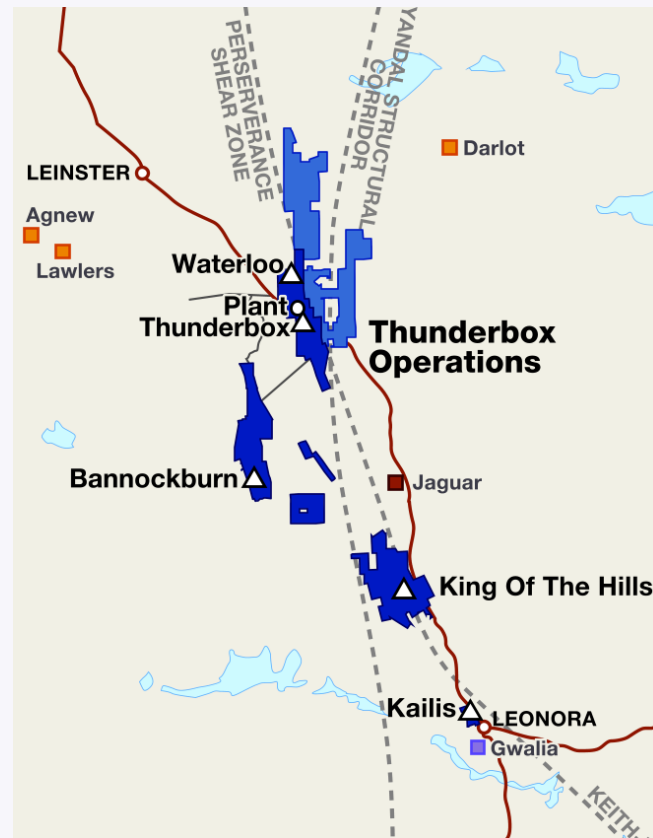 PERSERVERANCE
SHEAR ZONE
YANDAL STRUCTURAL
CORRIDOR
Darlot
LEINSTER
Agnew
Lawlers
Waterloo
Plant
Thunderbox
Thunderbox
Operations
Bannockburn
Jaguar
King Of The Hills
Kailis
LEONORA
Gwalia
KEITH-